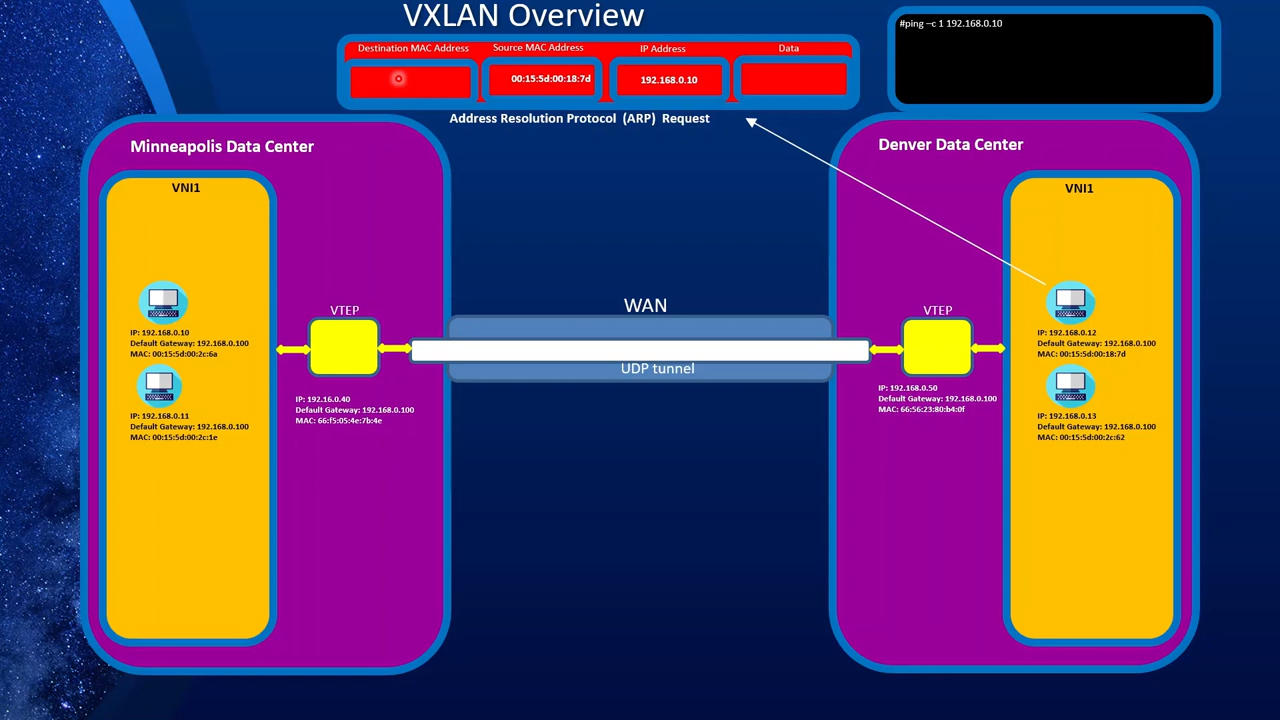 VXLAN Overview
Destination MAC Address
Source MAC Address
IP Address
Data
00:15:5d:00:18:7d
192.168.0.10
Address Resolution Protocol (ARP) Request
#ping –c 1 192.168.0.10
Minneapolis Data Center
VNI1
IP: 192.168.0.10
Default Gateway: 192.168.0.100
MAC: 00:15:5d:00:2c:6a
IP: 192.168.0.11
Default Gateway: 192.168.0.100
MAC: 00:15:5d:00:2c:1e
VTEP
IP: 192.16.0.40
Default Gateway: 192.168.0.100
MAC: 66:f5:05:4e:7b:4e
WAN
UDP tunnel
Denver Data Center
VTEP
IP: 192.168.0.50
Default Gateway: 192.168.0.100
MAC: 66:56:23:80:b4:0f
VNI1
IP: 192.168.0.12
Default Gateway: 192.168.0.100
MAC: 00:15:5d:00:18:7d
IP: 192.168.0.13
Default Gateway: 192.168.0.100
MAC: 00:15:5d:00:2c:62